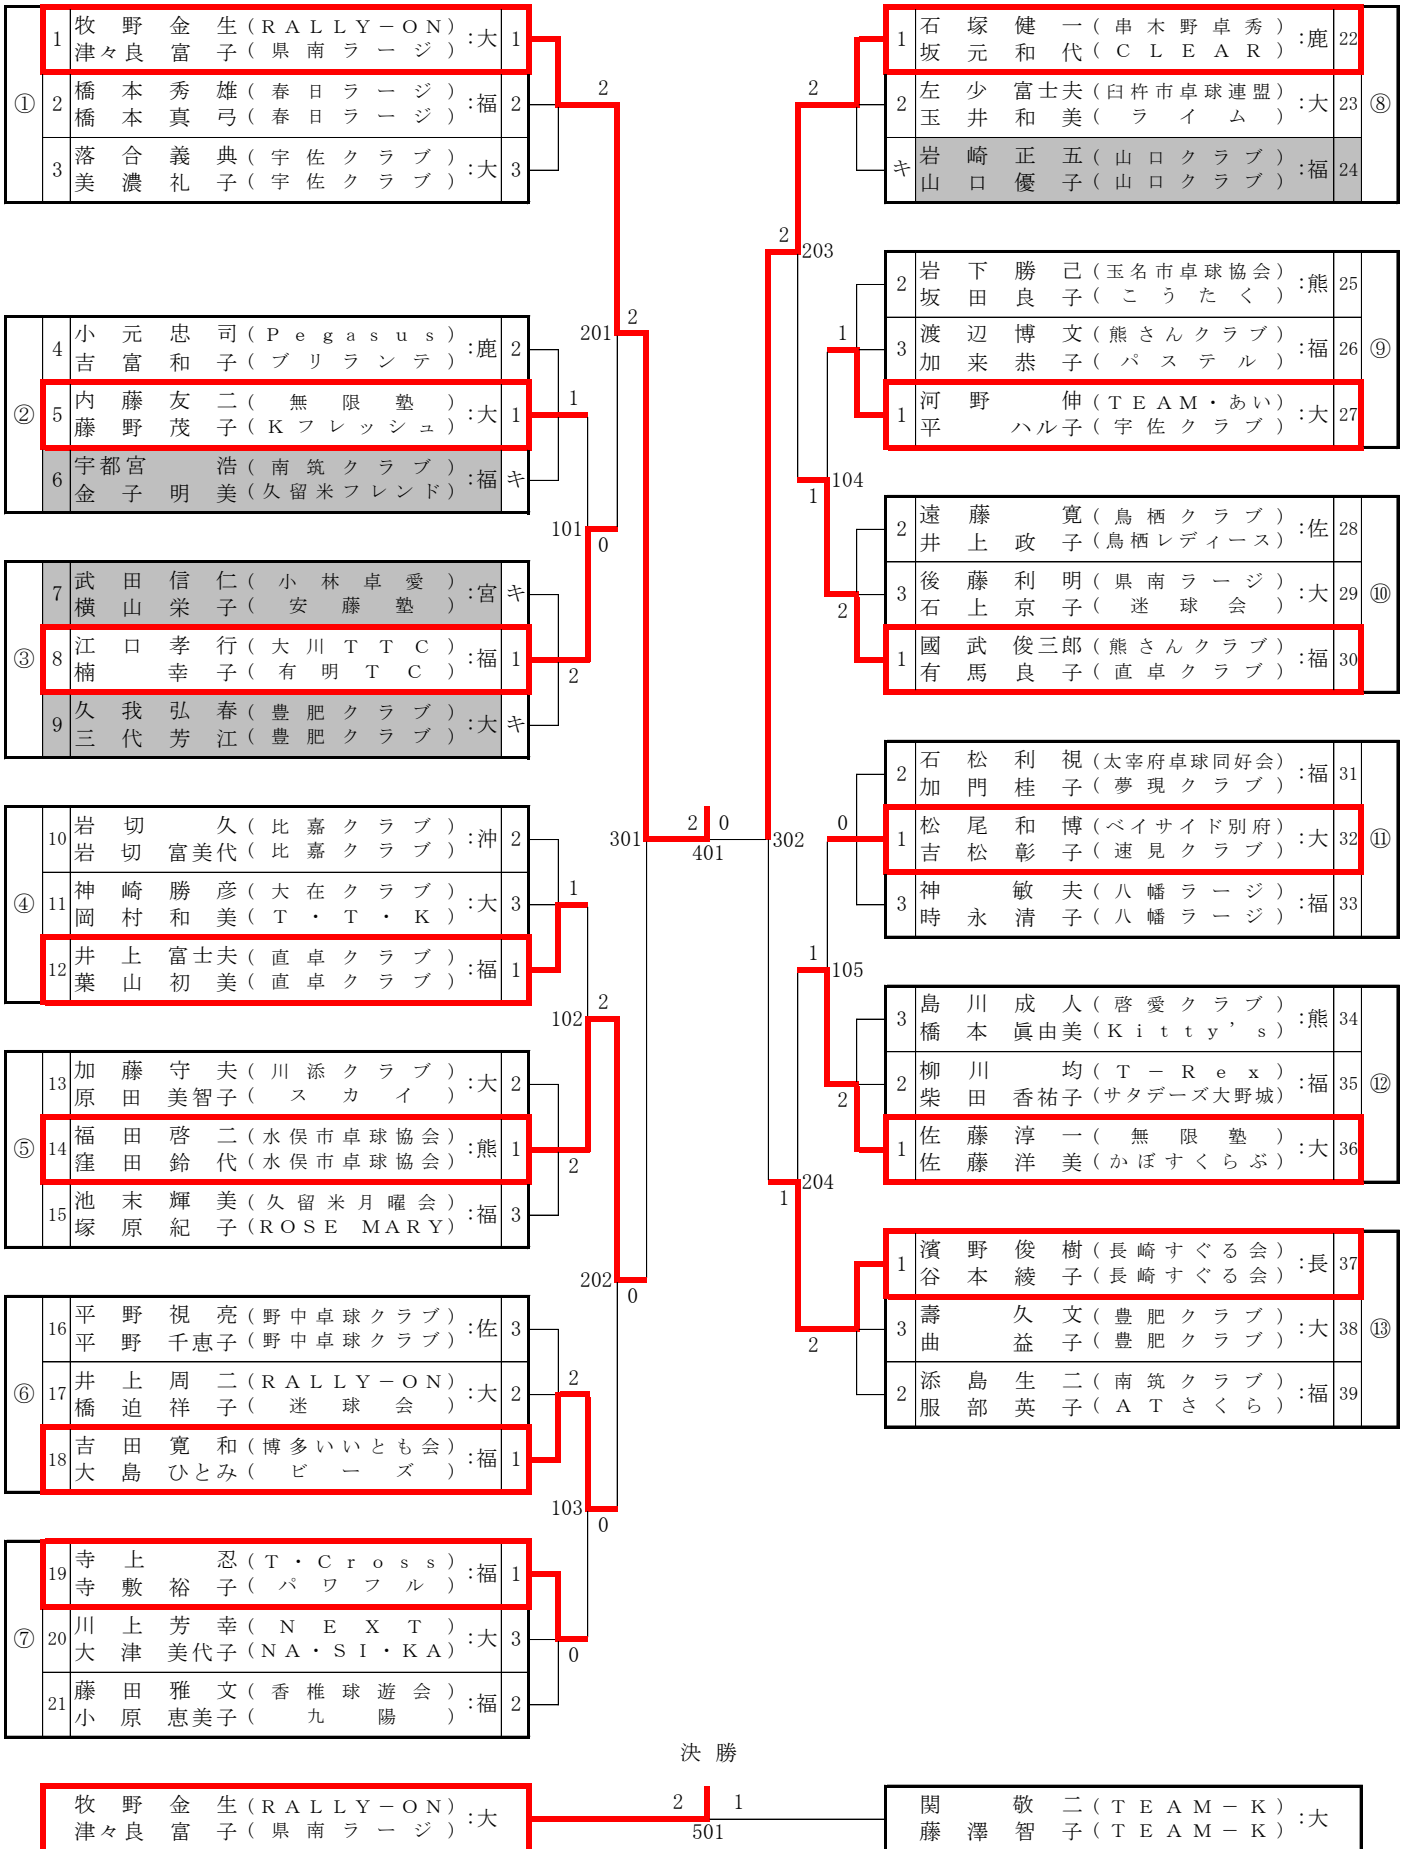 ①
1 牧野金生(RALLY-ON):大 1
津々良富子(県南ラージ)
2 橋本秀雄(春日ラージ):福 2
橋本真弓(春日ラージ)
3 落合義典(宇佐クラブ):大 3
美濃礼子(宇佐クラブ)
2
②
4 小元忠司(Pegasus):鹿 2
吉富和子(ブリランテ)
5 内藤友二(無限塾):大 1
藤野茂子(Kフレッシュ)
6 宇都宮浩(南筑クラブ):福 キ
金子明美(久留米フレンド)
201
2
1
101
0
③
7 武田信仁(小林卓愛):宮 キ
横山栄子(安藤塾)
8 江口孝行(大川TTC):福 1
楠幸子(有明TC)
9 久我弘春(豊肥クラブ):大 キ
三代芳江(豊肥クラブ)
2
④
10 岩切久(比嘉クラブ):沖 2
岩切富美代(比嘉クラブ)
11 神崎勝彦(大在クラブ):大 3
岡村和美(T・T・K)
12 井上富士夫(直卓クラブ):福 1
葉山初美(直卓クラブ)
1
102
2
⑤
13 加藤守夫(川添クラブ):大 2
原田美智子(スカイ)
14 福田啓二(水俣市卓球協会):熊 1
窪田鈴代(水俣市卓球協会)
15 池末輝美(久留米月曜会):福 3
塚原紀子(ROSE MARY)
2
202
0
⑥
16 平野視亮(野中卓球クラブ):佐 3
平野千恵子(野中卓球クラブ)
17 井上周二(RALLY-ON):大 2
橋迫祥子(迷球会)
18 吉田寛和(博多いいとも会):福 1
大島ひとみ(ビーズ)
2
103
0
⑦
19 寺上忍(T・Cross):福 1
寺敷裕子(パワフル)
20 川上芳幸(NEXT):大 3
大津美代子(NA・SI・KA)
21 藤田雅文(香椎球遊会):福 2
小原恵美子(九陽)
0
301
2 0
401
302
⑧
1 石塚健一(串木野卓秀):鹿 22
坂元和代(CLEAR)
2 左少富士夫(臼杵市卓球連盟):大 23
玉井和美(ライム)
キ 岩崎正五(山口クラブ):福 24
山口優子(山口クラブ)
2
2
203
⑨
2 岩下勝己(玉名市卓球協会):熊 25
坂田良子(こうたく)
3 渡辺博文(熊さんクラブ):福 26
加来恭子(パステル)
1 河野伸(TEAM・あい):大 27
平ハル子(宇佐クラブ)
1
104
1
⑩
2 遠藤寛(鳥栖クラブ):佐 28
井上政子(鳥栖レディース)
3 後藤利明(県南ラージ):大 29
石上京子(迷球会)
1 國武俊三郎(熊さんクラブ):福 30
有馬良子(直卓クラブ)
2
⑪
2 石松利視(太宰府卓球同好会):福 31
加門桂子(夢現クラブ)
1 松尾和博(ベイサイド別府):大 32
吉松彰子(速見クラブ)
3 神敏夫(八幡ラージ):福 33
時永清子(八幡ラージ)
0
1
105
⑫
3 島川成人(啓愛クラブ):熊 34
橋本眞由美(Kitty's)
2 柳川均(T-Rex):福 35
柴田香祐子(サタデーズ大野城)
1 佐藤淳一(無限塾):大 36
佐藤洋美(かぼすくらぶ)
2
204
1
⑬
1 濱野俊樹(長崎すぐる会):長 37
谷本綾子(長崎すぐる会)
3 壽久文(豊肥クラブ):大 38
曲益子(豊肥クラブ)
2 添島生二(南筑クラブ):福 39
服部英子(ATさくら)
2
決勝
牧野金生(RALLY-ON):大
津々良富子(県南ラージ)
2 1
501
関敬二(TEAM-K):大
藤澤智子(TEAM-K)